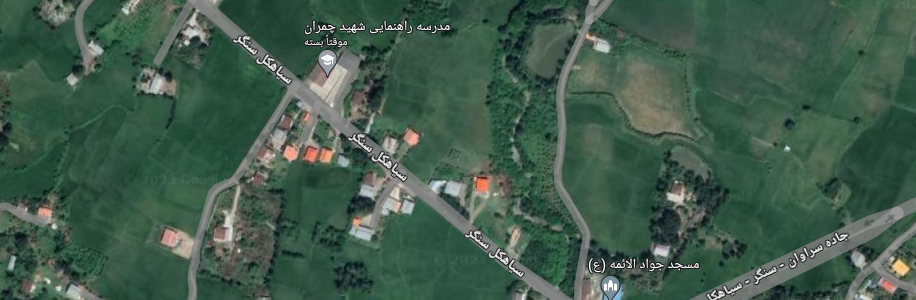 مدرسه راهنمایی شهید چمران
موقتاً بسته
سیاهکل سنگر
سیاهکل سنگر
سیاهکل سنگر
مسجد جواد الائمه (ع)
جاده سراوان - سنگر - سیاهکل